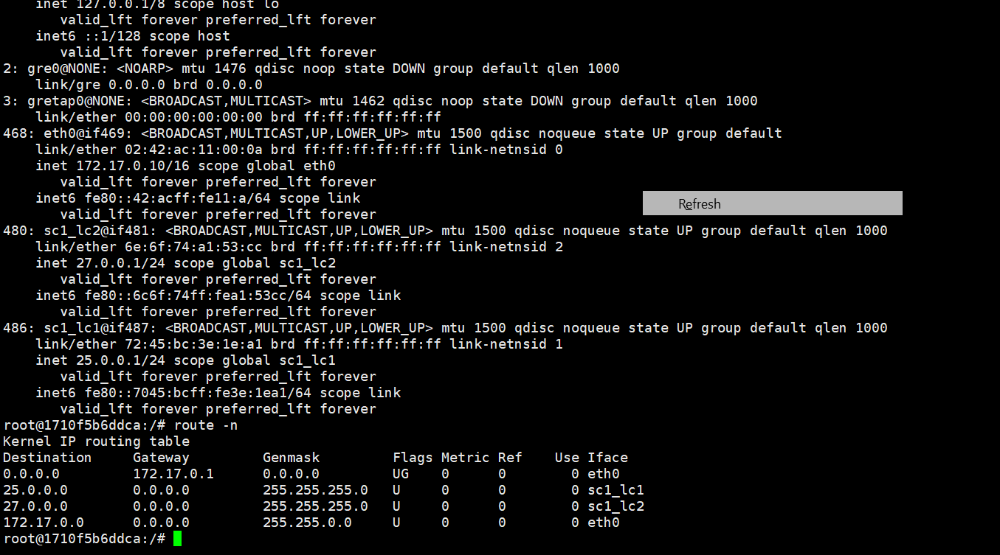 inet 127.0.0.1/8 scope host lo
       valid_lft forever preferred_lft forever
    inet6 ::1/128 scope host
       valid_lft forever preferred_lft forever
2: gre0@NONE: <NOARP> mtu 1476 qdisc noop state DOWN group default qlen 1000
    link/gre 0.0.0.0 brd 0.0.0.0
3: gretap0@NONE: <BROADCAST,MULTICAST> mtu 1462 qdisc noop state DOWN group default qlen 1000
    link/ether 00:00:00:00:00:00 brd ff:ff:ff:ff:ff:ff
468: eth0@if469: <BROADCAST,MULTICAST,UP,LOWER_UP> mtu 1500 qdisc noqueue state UP group default
    link/ether 02:42:ac:11:00:0a brd ff:ff:ff:ff:ff:ff link-netnsid 0
    inet 172.17.0.10/16 scope global eth0
       valid_lft forever preferred_lft forever
    inet6 fe80::42:acff:fe11:a/64 scope link
Refresh
       valid_lft forever preferred_lft forever
480: sc1_lc2@if481: <BROADCAST,MULTICAST,UP,LOWER_UP> mtu 1500 qdisc noqueue state UP group default qlen 1000
    link/ether 6e:6f:74:a1:53:cc brd ff:ff:ff:ff:ff:ff link-netnsid 2
    inet 27.0.0.1/24 scope global sc1_lc2
       valid_lft forever preferred_lft forever
    inet6 fe80::6c6f:74ff:fea1:53cc/64 scope link
       valid_lft forever preferred_lft forever
486: sc1_lc1@if487: <BROADCAST,MULTICAST,UP,LOWER_UP> mtu 1500 qdisc noqueue state UP group default qlen 1000
    link/ether 72:45:bc:3e:1e:a1 brd ff:ff:ff:ff:ff:ff link-netnsid 1
    inet 25.0.0.1/24 scope global sc1_lc1
       valid_lft forever preferred_lft forever
    inet6 fe80::7045:bcff:fe3e:1ea1/64 scope link
       valid_lft forever preferred_lft forever
root@1710f5b6ddca:/# route -n
Kernel IP routing table
Destination     Gateway         Genmask         Flags Metric Ref    Use Iface
0.0.0.0         172.17.0.1      0.0.0.0         UG    0      0        0 eth0
25.0.0.0        0.0.0.0         255.255.255.0   U     0      0        0 sc1_lc1
27.0.0.0        0.0.0.0         255.255.255.0   U     0      0        0 sc1_lc2
172.17.0.0      0.0.0.0         255.255.0.0     U     0      0        0 eth0
root@1710f5b6ddca:/#